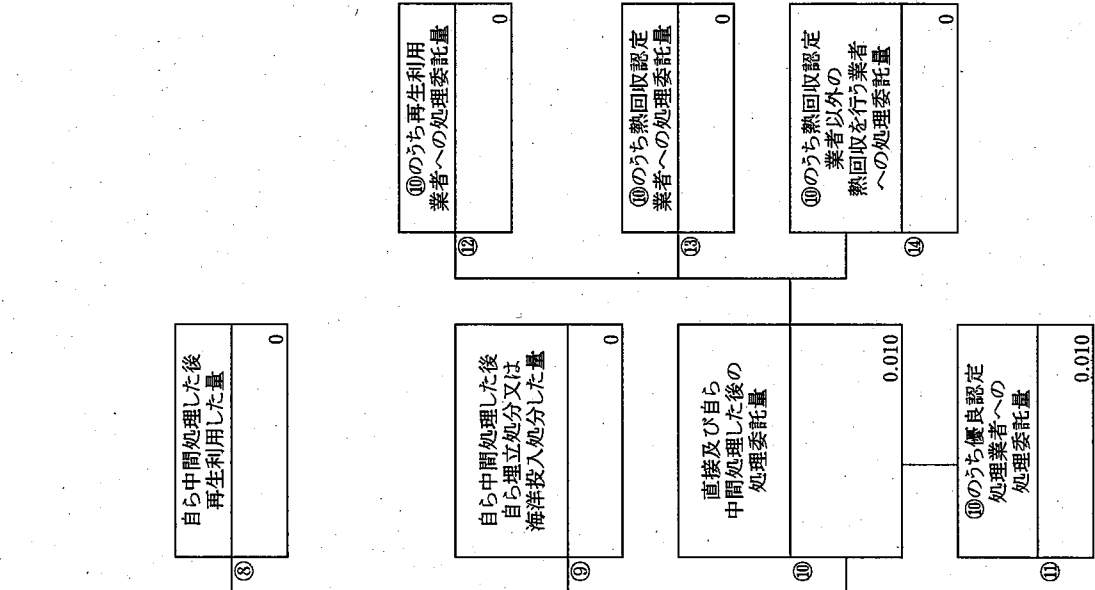 ⑧
自ら中間処理した後
再生利用した量
0
⑨
自ら中間処理した後
自ら埋立処分又は
海洋投入処分した量
0
⑩
直接及び自ら
中間処理した後の
処理委託量
0.010
⑪
⑩のうち優良認定
処理業者への
処理委託量
0.010
⑫
⑩のうち再生利用
業者への処理委託量
0
⑬
⑩のうち熱回収認定
業者への処理委託量
0
⑭
⑩のうち熱回収認定
業者以外の
熱回収を行う業者
への処理委託量
0